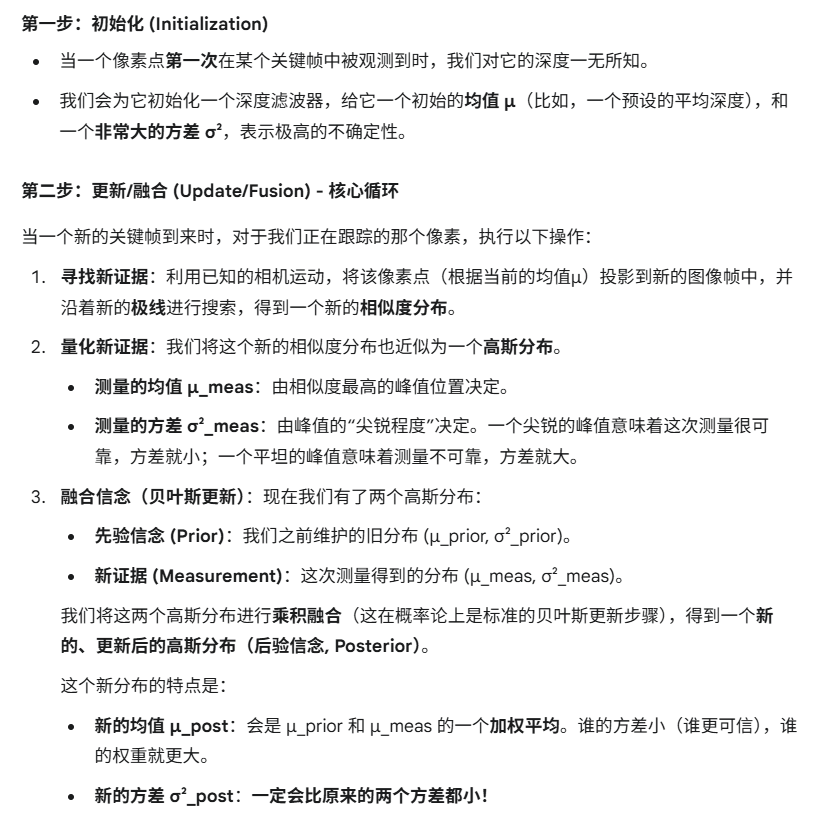 第一步：初始化 (Initialization)
• 当一个像素点第一次在某个关键帧中被观测到时，我们对它的深度一无所知。
• 我们会为它初始化一个深度滤波器，给它一个初始的均值 μ（比如，一个预设的平均深度），和
一个非常大的方差 σ²，表示极高的不确定性。
第二步：更新/融合 (Update/Fusion) - 核心循环
当一个新的关键帧到来时，对于我们正在跟踪的那个像素，执行以下操作：
1. 寻找新证据：利用已知的相机运动，将该像素点（根据当前的均值μ）投影到新的图像帧中，并
沿着新的极线进行搜索，得到一个新的相似度分布。
2. 量化新证据：我们将这个新的相似度分布也近似为一个高斯分布。
• 测量的均值 μ_meas：由相似度最高的峰值位置决定。
• 测量的方差 σ²_meas：由峰值的“尖锐程度”决定。一个尖锐的峰值意味着这次测量很可
靠，方差就小；一个平坦的峰值意味着测量不可靠，方差就大。
3. 融合信念（贝叶斯更新）：现在我们有了两个高斯分布：
• 先验信念 (Prior)：我们之前维护的旧分布 (μ_prior, σ²_prior)。
• 新证据 (Measurement)：这次测量得到的分布 (μ_meas, σ²_meas)。
我们将这两个高斯分布进行乘积融合（这在概率论上是标准的贝叶斯更新步骤），得到一个新
的、更新后的高斯分布（后验信念, Posterior）。
这个新分布的特点是：
• 新的均值 μ_post：会是 μ_prior 和 μ_meas 的一个加权平均。谁的方差小（谁更可信），谁
的权重就更大。
• 新的方差 σ²_post：一定会比原来的两个方差都小！